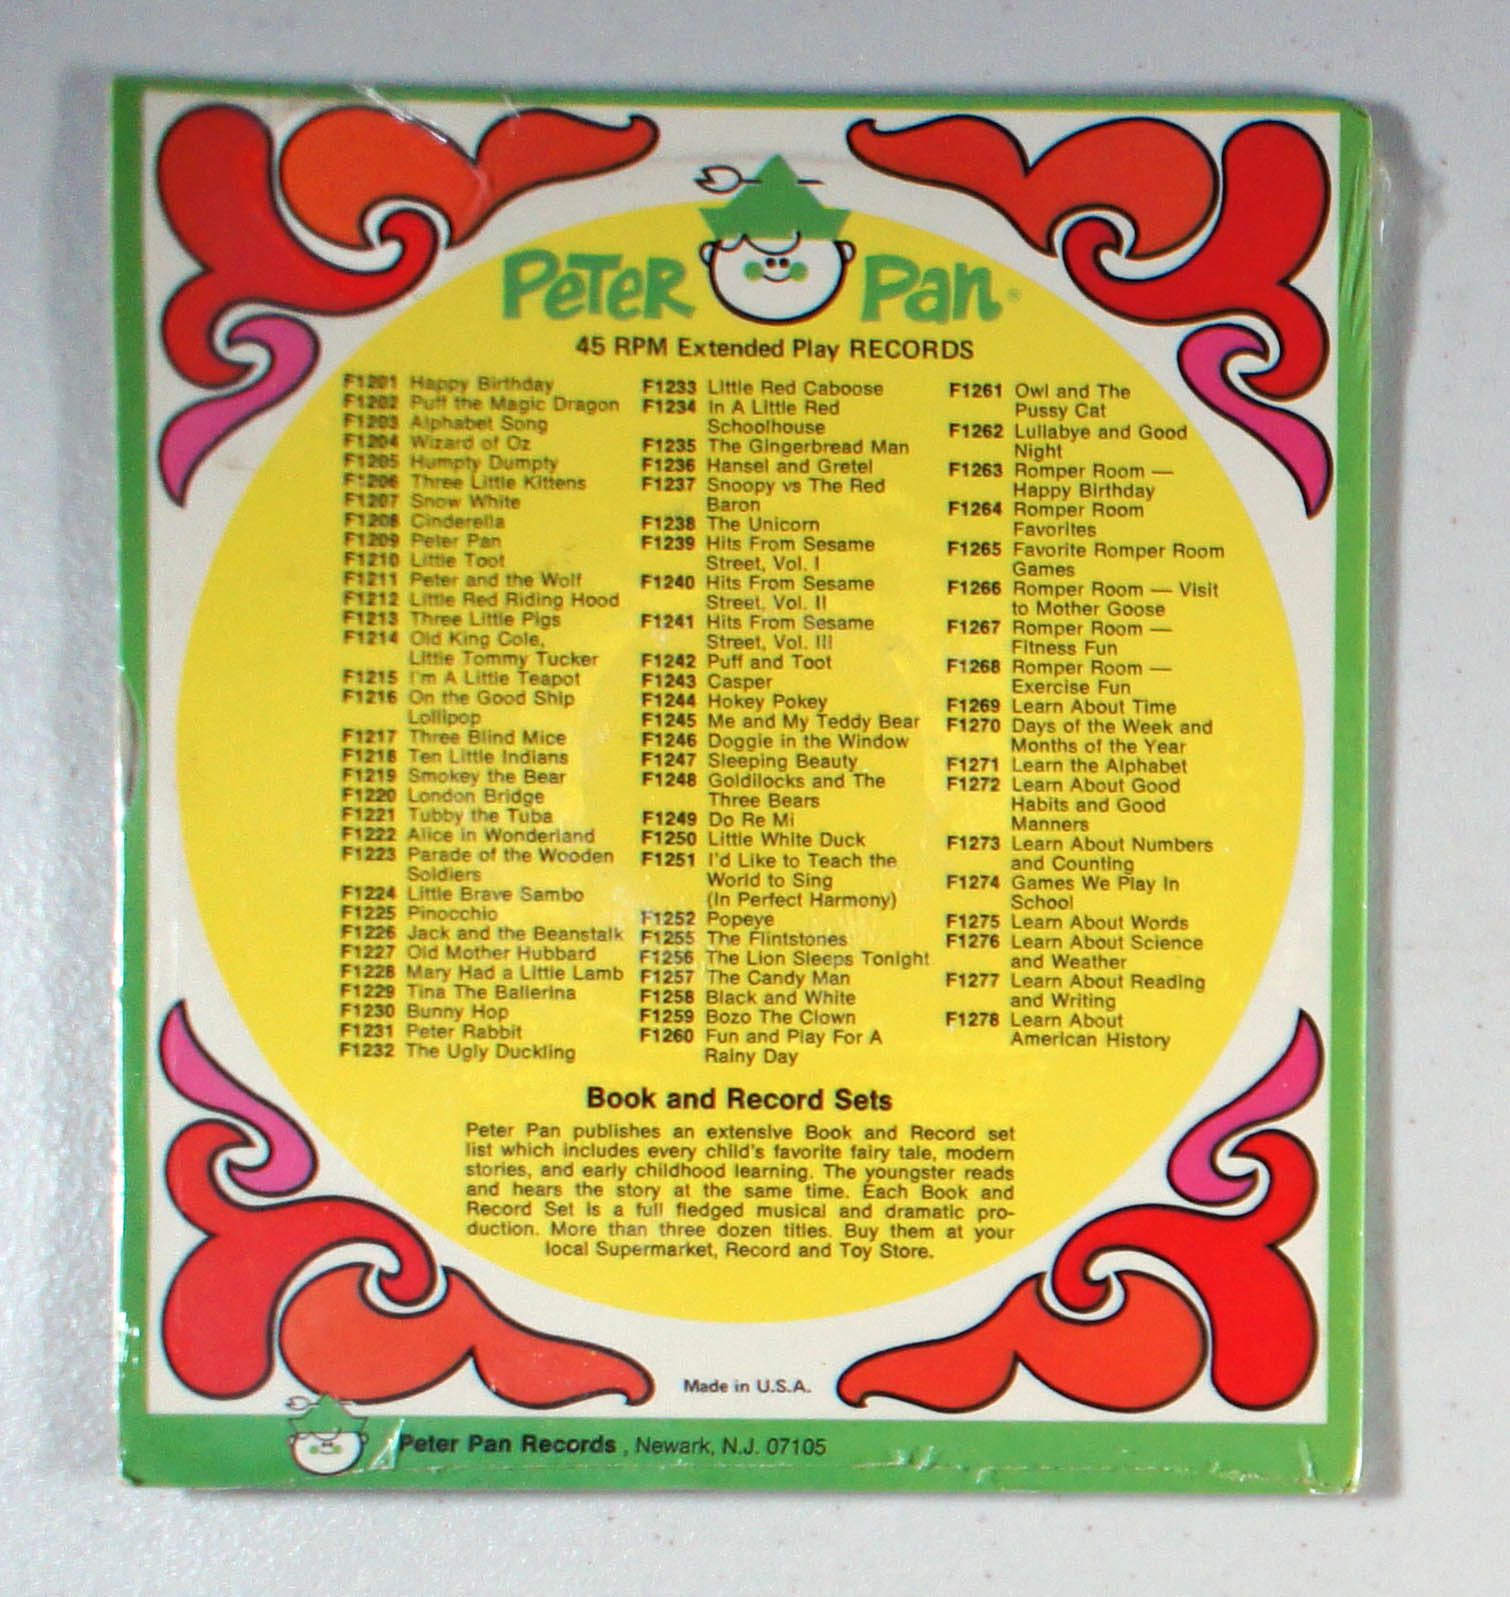 Peter Pan®
45 RPM Extended Play RECORDS
F1201 Happy Birthday
F1202 Puff the Magic Dragon
F1203 Alphabet Song
F1204 Wizard of Oz
F1205 Humpty Dumpty
F1206 Three Little Kittens
F1207 Snow White
F1208 Cinderella
F1209 Peter Pan
F1210 Little Toot
F1211 Peter and the Wolf
F1212 Little Red Riding Hood
F1213 Three Little Pigs
F1214 Old King Cole,
Little Tommy Tucker
F1215 I'm A Little Teapot
F1216 On the Good Ship
Lollipop
F1217 Three Blind Mice
F1218 Ten Little Indians
F1219 Smokey the Bear
F1220 London Bridge
F1221 Tubby the Tuba
F1222 Alice in Wonderland
F1223 Parade of the Wooden
Soldiers
F1224 Little Brave Sambo
F1225 Pinocchio
F1226 Jack and the Beanstalk
F1227 Old Mother Hubbard
F1228 Mary Had a Little Lamb
F1229 Tina The Ballerina
F1230 Bunny Hop
F1231 Peter Rabbit
F1232 The Ugly Duckling
F1233 Little Red Caboose
F1234 In A Little Red
Schoolhouse
F1235 The Gingerbread Man
F1236 Hansel and Gretel
F1237 Snoopy vs The Red
Baron
F1238 The Unicorn
F1239 Hits From Sesame
Street, Vol. I
F1240 Hits From Sesame
Street, Vol. II
F1241 Hits From Sesame
Street, Vol. III
F1242 Puff and Toot
F1243 Casper
F1244 Hokey Pokey
F1245 Me and My Teddy Bear
F1246 Doggie in the Window
F1247 Sleeping Beauty
F1248 Goldilocks and The
Three Bears
F1249 Do Re Mi
F1250 Little White Duck
F1251 I'd Like to Teach the
World to Sing
(In Perfect Harmony)
F1252 Popeye
F1255 The Flintstones
F1256 The Lion Sleeps Tonight
F1257 The Candy Man
F1258 Black and White
F1259 Bozo The Clown
F1260 Fun and Play For A
Rainy Day
F1261 Owl and The
Pussy Cat
F1262 Lullabye and Good
Night
F1263 Romper Room —
Happy Birthday
F1264 Romper Room
Favorites
F1265 Favorite Romper Room
Games
F1266 Romper Room — Visit
to Mother Goose
F1267 Romper Room —
Fitness Fun
F1268 Romper Room —
Exercise Fun
F1269 Learn About Time
F1270 Days of the Week and
Months of the Year
F1271 Learn the Alphabet
F1272 Learn About Good
Habits and Good
Manners
F1273 Learn About Numbers
and Counting
F1274 Games We Play In
School
F1275 Learn About Words
F1276 Learn About Science
and Weather
F1277 Learn About Reading
and Writing
F1278 Learn About
American History
Book and Record Sets
Peter Pan publishes an extensive Book and Record set
list which includes every child's favorite fairy tale, modern
stories, and early childhood learning. The youngster reads
and hears the story at the same time. Each Book and
Record Set is a full fledged musical and dramatic pro-
duction. More than three dozen titles. Buy them at your
local Supermarket, Record and Toy Store.
Made in U.S.A.
Peter Pan Records, Newark, N.J. 07105